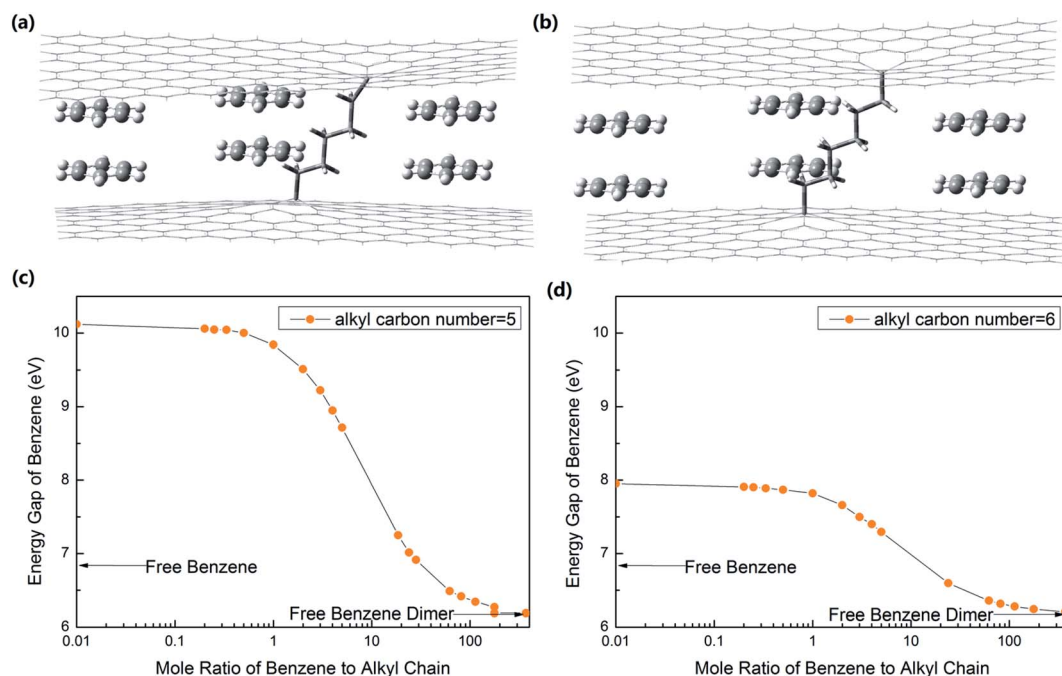 (a)
(b)
(c)
alkyl carbon number=5
10
9
8
7
6
Energy Gap of Benzene (eV)
Free Benzene
Free Benzene Dimer
0.01
0.1
1
10
100
Mole Ratio of Benzene to Alkyl Chain
(d)
alkyl carbon number=6
10
9
8
7
6
Energy Gap of Benzene (eV)
Free Benzene
Free Benzene Dimer
0.01
0.1
1
10
100
Mole Ratio of Benzene to Alkyl Chain